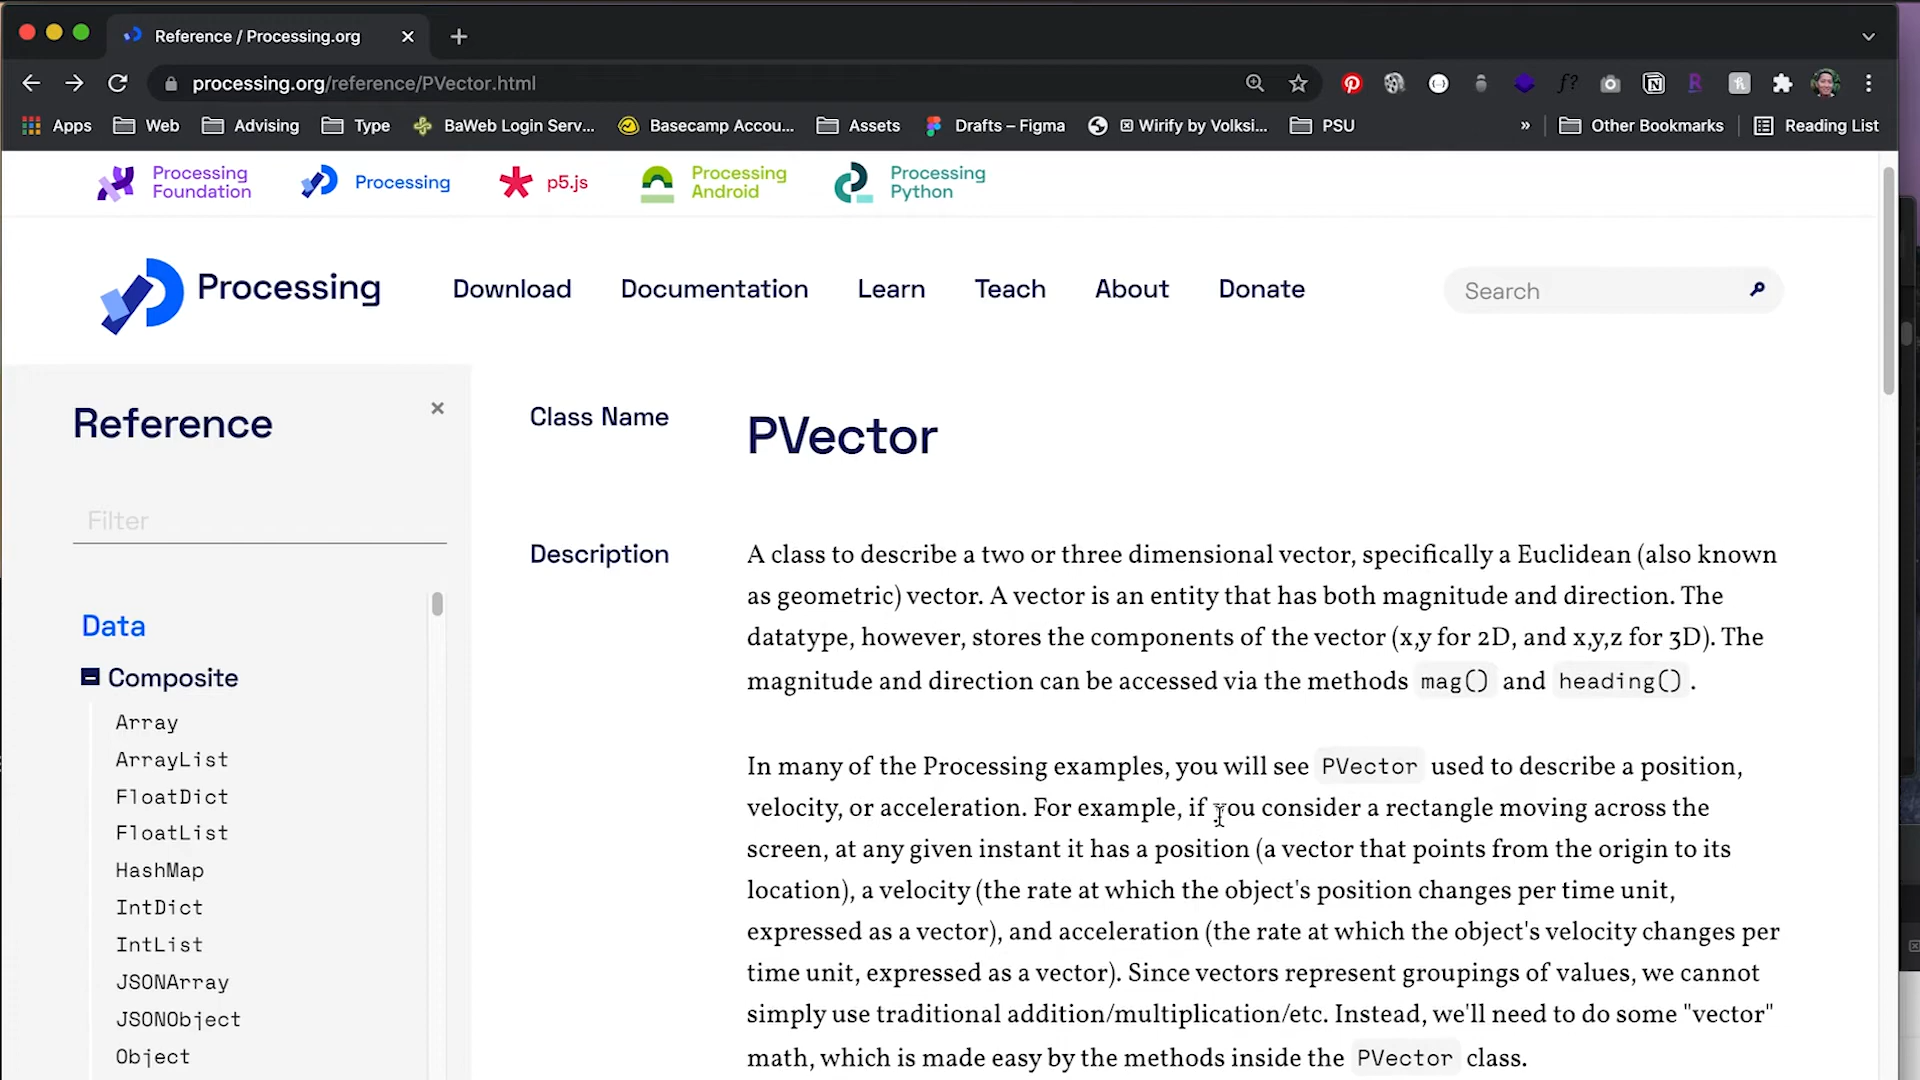 Reference / Processing.org
processing.org/reference/PVector.html
Apps Web Advising Type BaWeb Login Serv... Basecamp Accou... Assets Drafts – Figma Wirify by Volksi... PSU » Other Bookmarks Reading List
Processing Foundation
Processing
p5.js
Processing Android
Processing Python
Processing Download Documentation Learn Teach About Donate Search
Reference
Filter
Data
Composite
Array
ArrayList
FloatDict
FloatList
HashMap
IntDict
IntList
JSONArray
JSONObject
Object
Class Name
PVector
Description
A class to describe a two or three dimensional vector, specifically a Euclidean (also known
as geometric) vector. A vector is an entity that has both magnitude and direction. The
datatype, however, stores the components of the vector (x,y for 2D, and x,y,z for 3D). The
magnitude and direction can be accessed via the methods mag() and heading() .
In many of the Processing examples, you will see PVector used to describe a position,
velocity, or acceleration. For example, if you consider a rectangle moving across the
screen, at any given instant it has a position (a vector that points from the origin to its
location), a velocity (the rate at which the object's position changes per time unit,
expressed as a vector), and acceleration (the rate at which the object's velocity changes per
time unit, expressed as a vector). Since vectors represent groupings of values, we cannot
simply use traditional addition/multiplication/etc. Instead, we'll need to do some "vector"
math, which is made easy by the methods inside the PVector class.